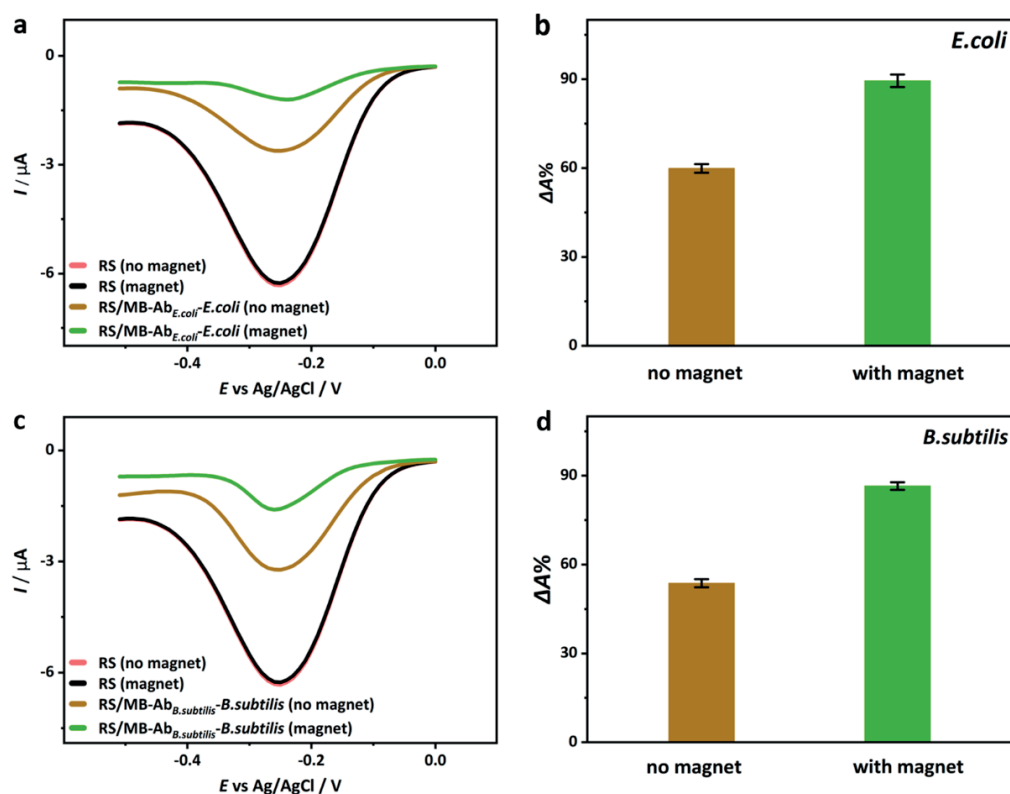 a
0
-3
-6
I / μA
RS (no magnet)
RS (magnet)
RS/MB-AbE.coli-E.coli (no magnet)
RS/MB-AbE.coli-E.coli (magnet)
-0.4 -0.2 0.0
E vs Ag/AgCl / V
b
E.coli
90
60
30
0
ΔA%
no magnet with magnet
c
0
-3
-6
I / μA
RS (no magnet)
RS (magnet)
RS/MB-AbB.subtilis-B.subtilis (no magnet)
RS/MB-AbB.subtilis-B.subtilis (magnet)
-0.4 -0.2 0.0
E vs Ag/AgCl / V
d
B.subtilis
90
60
30
0
ΔA%
no magnet with magnet